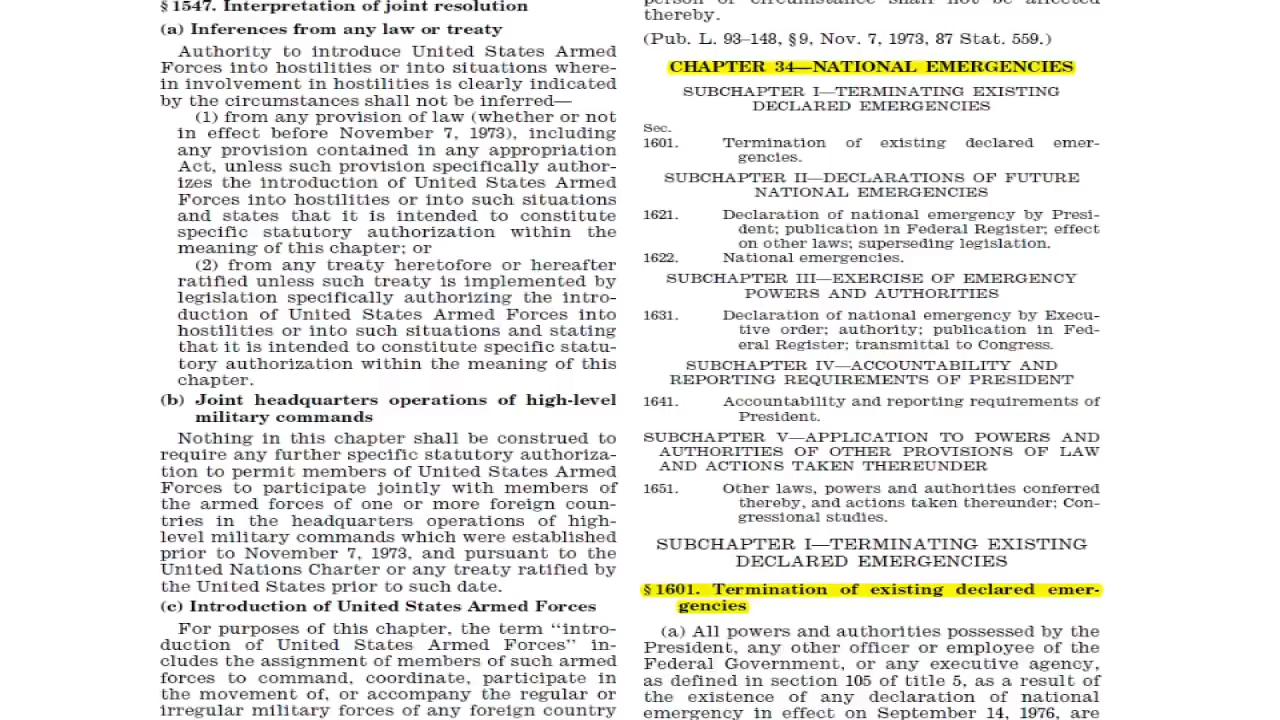 § 1547. Interpretation of joint resolution
(a) Inferences from any law or treaty
Authority to introduce United States Armed
Forces into hostilities or into situations where-
in involvement in hostilities is clearly indicated
by the circumstances shall not be inferred—
(1) from any provision of law (whether or not
in effect before November 7, 1973), including
any provision contained in any appropriation
Act, unless such provision specifically author-
izes the introduction of United States Armed
Forces into hostilities or into such situations
and states that it is intended to constitute
specific statutory authorization within the
meaning of this chapter; or
(2) from any treaty heretofore or hereafter
ratified unless such treaty is implemented by
legislation specifically authorizing the intro-
duction of United States Armed Forces into
hostilities or into such situations and stating
that it is intended to constitute specific statu-
tory authorization within the meaning of this
chapter.
(b) Joint headquarters operations of high-level
military commands
Nothing in this chapter shall be construed to
require any further specific statutory authoriza-
tion to permit members of United States Armed
Forces to participate jointly with members of
the armed forces of one or more foreign coun-
tries in the headquarters operations of high-
level military commands which were established
prior to November 7, 1973, and pursuant to the
United Nations Charter or any treaty ratified by
the United States prior to such date.
(c) Introduction of United States Armed Forces
For purposes of this chapter, the term "intro-
duction of United States Armed Forces" in-
cludes the assignment of members of such armed
forces to command, coordinate, participate in
the movement of, or accompany the regular or
irregular military forces of any foreign country
person or circumstance shall not be affected
thereby.
(Pub. L. 93–148, § 9, Nov. 7, 1973, 87 Stat. 559.)
CHAPTER 34—NATIONAL EMERGENCIES
SUBCHAPTER I—TERMINATING EXISTING
DECLARED EMERGENCIES
Sec.
1601. Termination of existing declared emer-
gencies.
SUBCHAPTER II—DECLARATIONS OF FUTURE
NATIONAL EMERGENCIES
1621. Declaration of national emergency by Presi-
dent; publication in Federal Register; effect
on other laws; superseding legislation.
1622. National emergencies.
SUBCHAPTER III—EXERCISE OF EMERGENCY
POWERS AND AUTHORITIES
1631. Declaration of national emergency by Execu-
tive order; authority; publication in Fed-
eral Register; transmittal to Congress.
SUBCHAPTER IV—ACCOUNTABILITY AND
REPORTING REQUIREMENTS OF PRESIDENT
1641. Accountability and reporting requirements of
President.
SUBCHAPTER V—APPLICATION TO POWERS AND
AUTHORITIES OF OTHER PROVISIONS OF LAW
AND ACTIONS TAKEN THEREUNDER
1651. Other laws, powers and authorities conferred
thereby, and actions taken thereunder; Con-
gressional studies.
SUBCHAPTER I—TERMINATING EXISTING
DECLARED EMERGENCIES
§ 1601. Termination of existing declared emer-
gencies
(a) All powers and authorities possessed by the
President, any other officer or employee of the
Federal Government, or any executive agency,
as defined in section 105 of title 5, as a result of
the existence of any declaration of national
emergency in effect on September 14, 1976, are